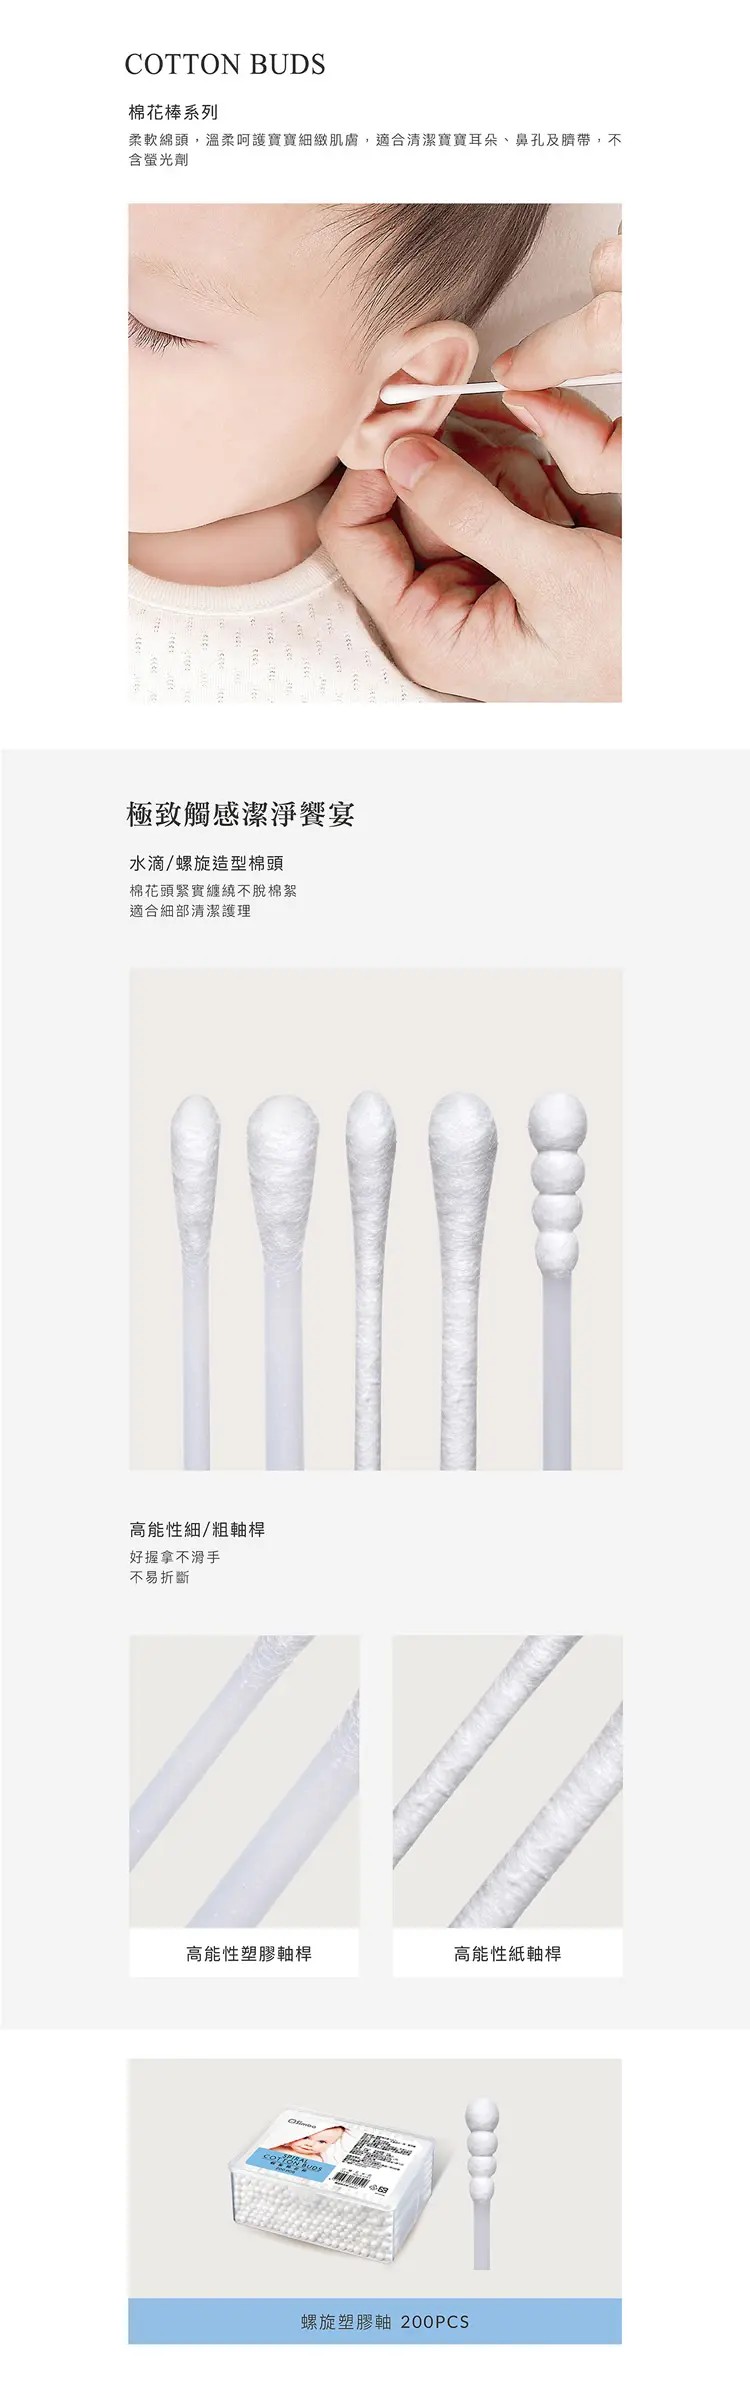 COTTON BUDS
棉花棒系列
柔軟綿頭，溫柔呵護寶寶細緻肌膚，適合清潔寶寶耳朵、鼻孔及臍帶，不
含螢光劑
極致觸感潔淨饗宴
水滴/螺旋造型棉頭
棉花頭緊實纏繞不脫棉絮
適合細部清潔護理
高能性細/粗軸桿
好握拿不滑手
不易折斷
高能性塑膠軸桿
高能性紙軸桿
Simba
SPIRAL
COTTON BUDS
螺旋塑膠軸 200PCS